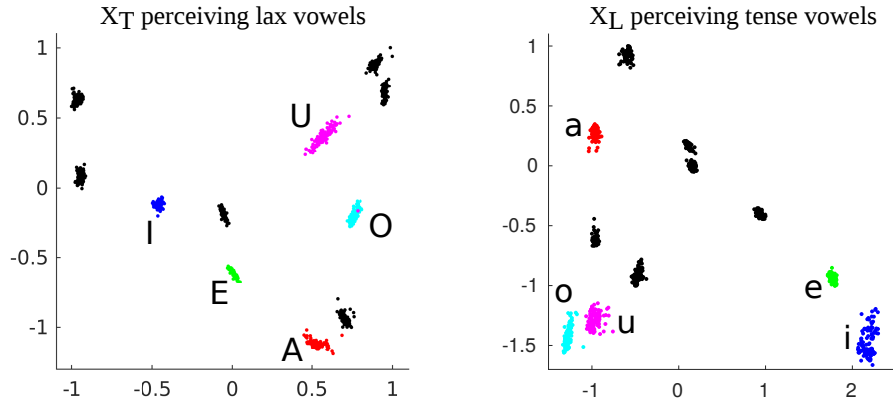 X_T perceiving lax vowels
1
0.5
0
-0.5
-1
-1
-0.5
0
0.5
1
U
I
O
E
A
X_L perceiving tense vowels
1
0.5
0
-0.5
-1
-1.5
-1
0
1
2
a
o
u
e
i